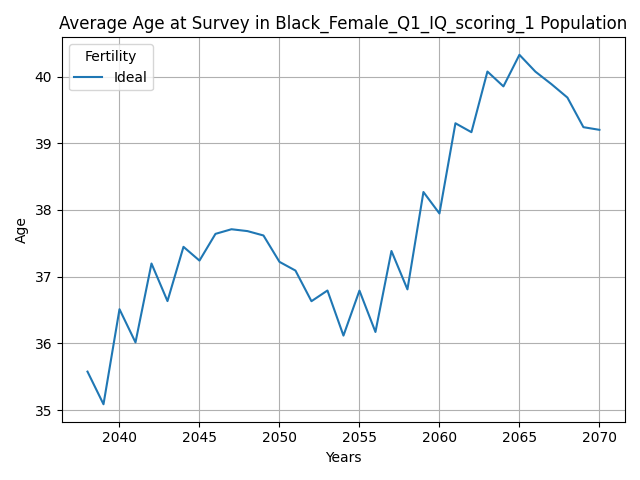 Average Age at Survey in Black_Female_Q1_IQ_scoring_1 Population
Fertility
Ideal
40
39
38
37
36
35
Age
2040 2045 2050 2055 2060 2065 2070
Years